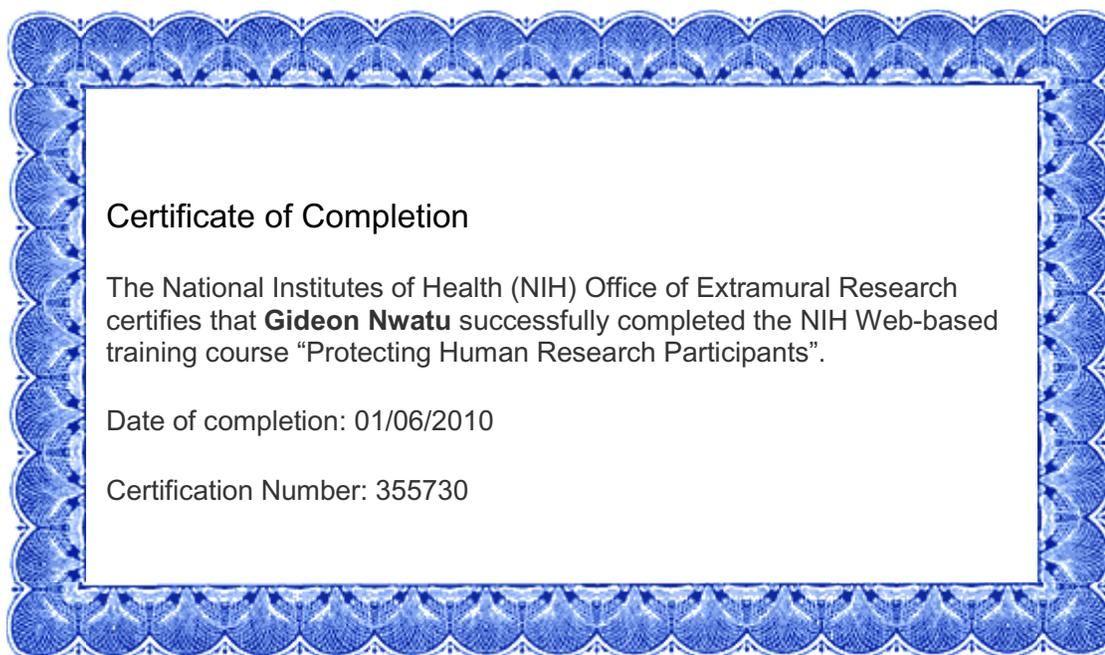 Certificate of Completion
The National Institutes of Health (NIH) Office of Extramural Research
certifies that Gideon Nwatu successfully completed the NIH Web-based
training course “Protecting Human Research Participants”.
Date of completion: 01/06/2010
Certification Number: 355730